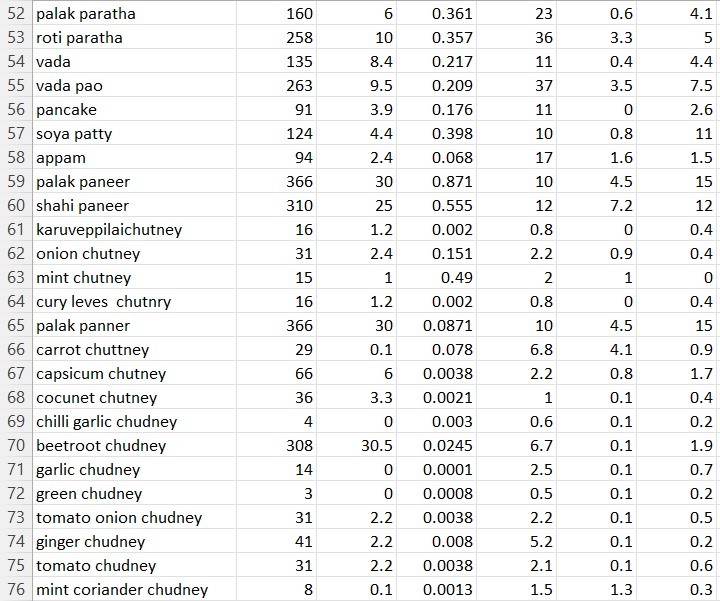 52 palak paratha 160 6 0.361 23 0.6 4.1
53 roti paratha 258 10 0.357 36 3.3 5
54 vada 135 8.4 0.217 11 0.4 4.4
55 vada pao 263 9.5 0.209 37 3.5 7.5
56 pancake 91 3.9 0.176 11 0 2.6
57 soya patty 124 4.4 0.398 10 0.8 11
58 appam 94 2.4 0.068 17 1.6 1.5
59 palak paneer 366 30 0.871 10 4.5 15
60 shahi paneer 310 25 0.555 12 7.2 12
61 karuveppilaichutney 16 1.2 0.002 0.8 0 0.4
62 onion chutney 31 2.4 0.151 2.2 0.9 0.4
63 mint chutney 15 1 0.49 2 1 0
64 cury leves  chutnry 16 1.2 0.002 0.8 0 0.4
65 palak panner 366 30 0.0871 10 4.5 15
66 carrot chuttney 29 0.1 0.078 6.8 4.1 0.9
67 capsicum chutney 66 6 0.0038 2.2 0.8 1.7
68 cocunet chutney 36 3.3 0.0021 1 0.1 0.4
69 chilli garlic chudney 4 0 0.003 0.6 0.1 0.2
70 beetroot chudney 308 30.5 0.0245 6.7 0.1 1.9
71 garlic chudney 14 0 0.0001 2.5 0.1 0.7
72 green chudney 3 0 0.0008 0.5 0.1 0.2
73 tomato onion chudney 31 2.2 0.0038 2.2 0.1 0.5
74 ginger chudney 41 2.2 0.008 5.2 0.1 0.2
75 tomato chudney 31 2.2 0.0038 2.1 0.1 0.6
76 mint coriander chudney 8 0.1 0.0013 1.5 1.3 0.3